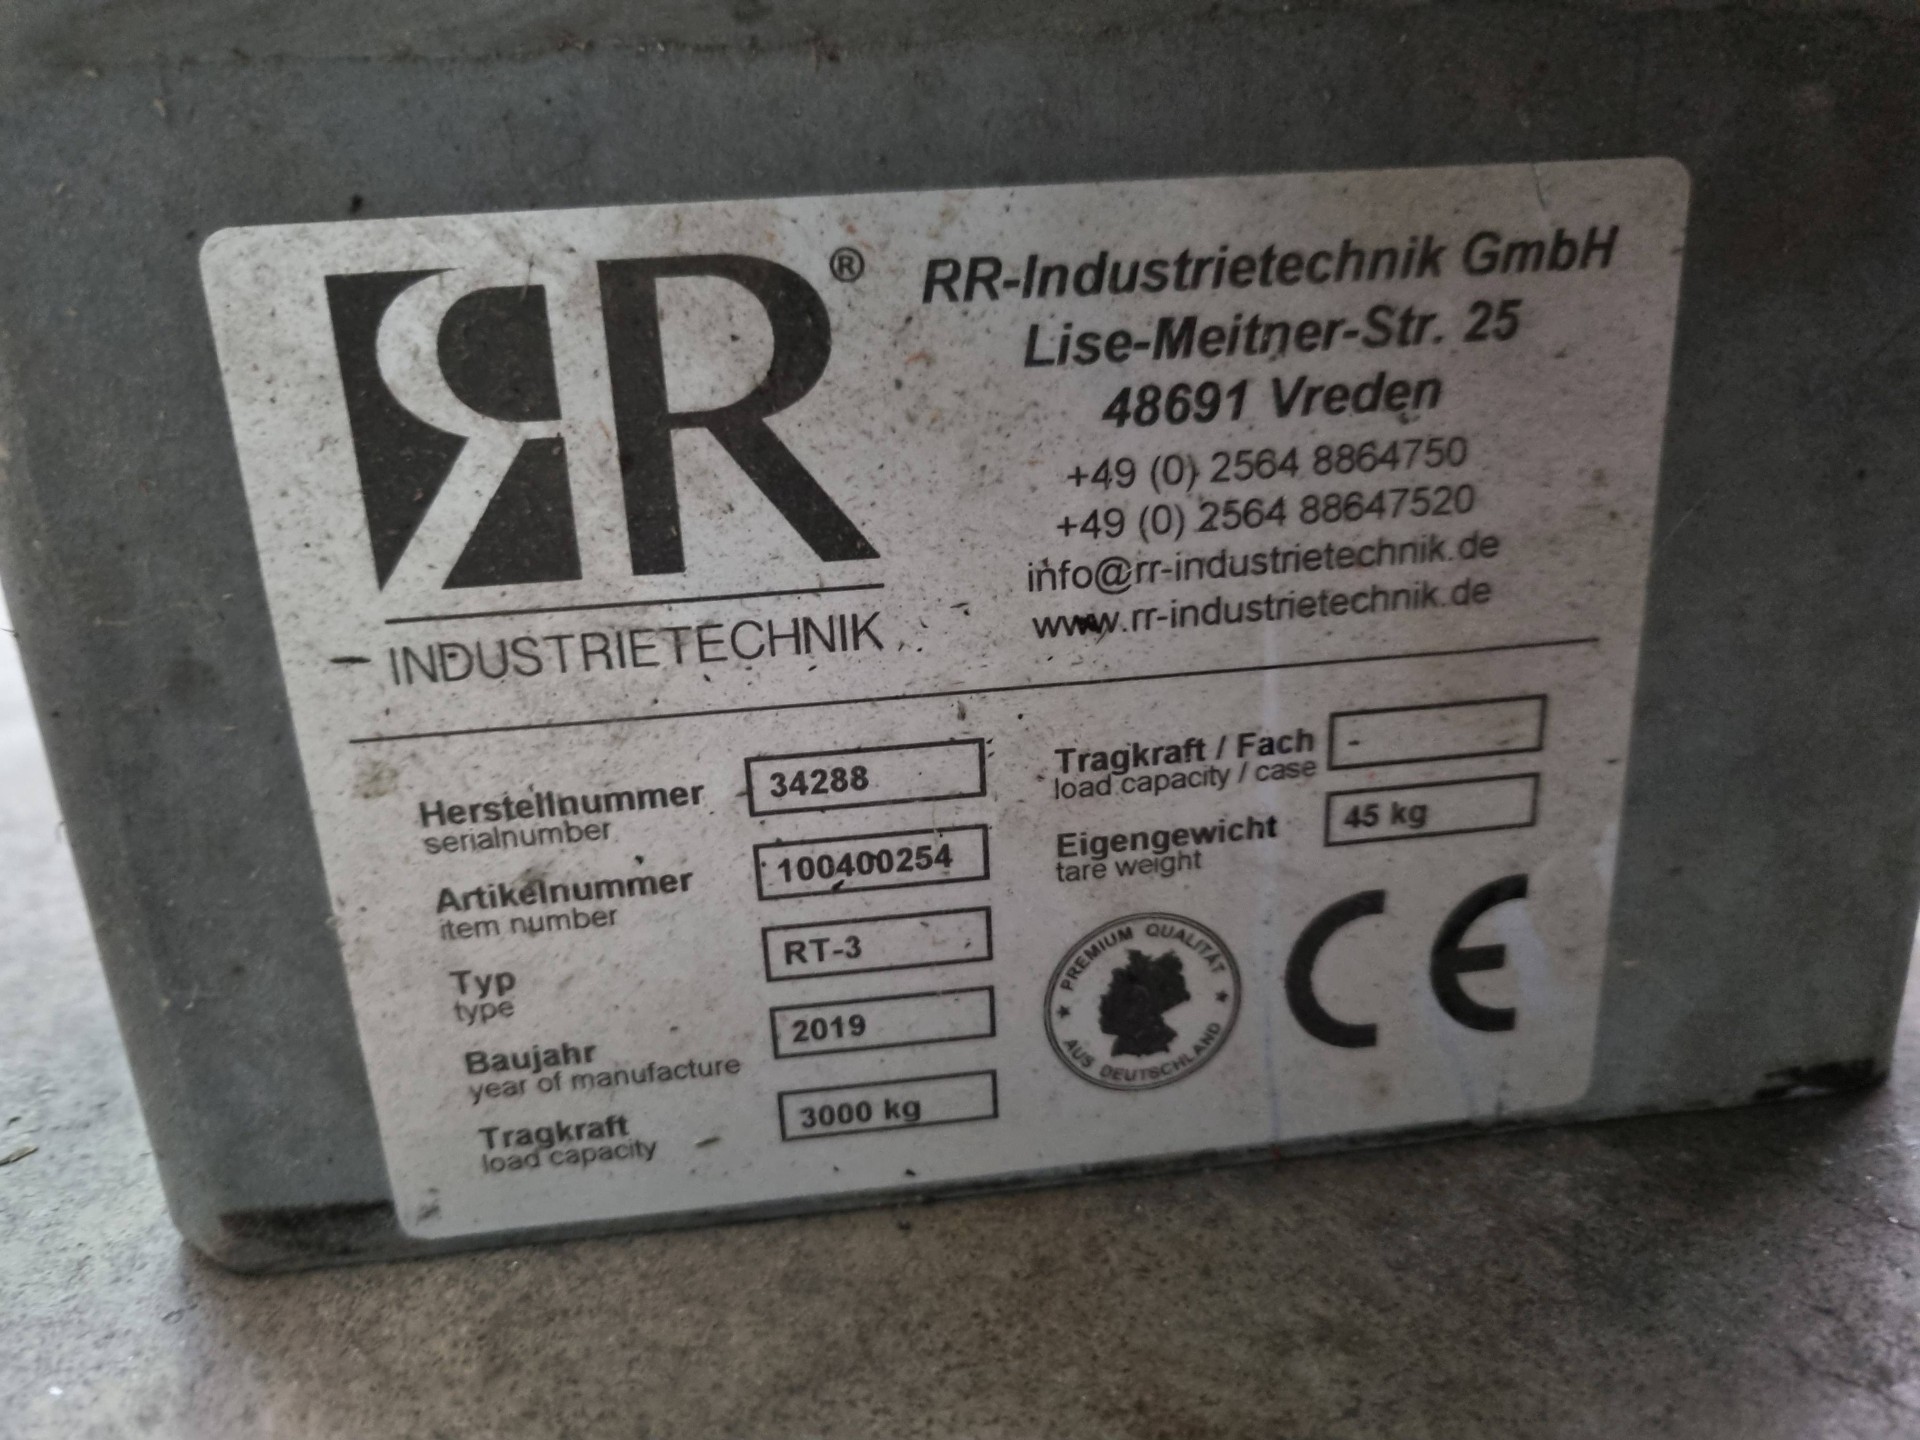 RR®
INDUSTRIETECHNIK
RR-Industrietechnik GmbH
Lise-Meitner-Str. 25
48691 Vreden
+49 (0) 2564 8864750
+49 (0) 2564 88647520
info@rr-industrietechnik.de
www.rr-industrietechnik.de
Herstellnummer 34288
serialnumber
Artikelnummer 100400254
item number
Typ RT-3
type
Baujahr 2019
year of manufacture
Tragkraft 3000 kg
load capacity
Tragkraft / Fach -
load capacity / case
Eigengewicht 45 kg
tare weight
★ PREMIUM QUALITÄT ★
AUS DEUTSCHLAND
CE